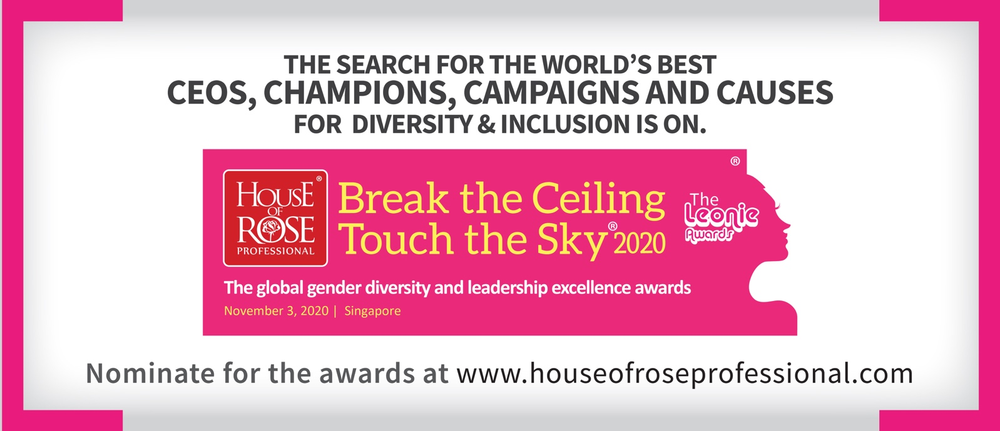 THE SEARCH FOR THE WORLD’S BEST
CEOS, CHAMPIONS, CAMPAIGNS AND CAUSES
FOR DIVERSITY & INCLUSION IS ON.
®
HOUSE ®
OF
ROSE
PROFESSIONAL
Break the Ceiling
Touch the Sky® 2020
The
Leonie
Awards
The global gender diversity and leadership excellence awards
November 3, 2020 | Singapore
Nominate for the awards at www.houseofroseprofessional.com